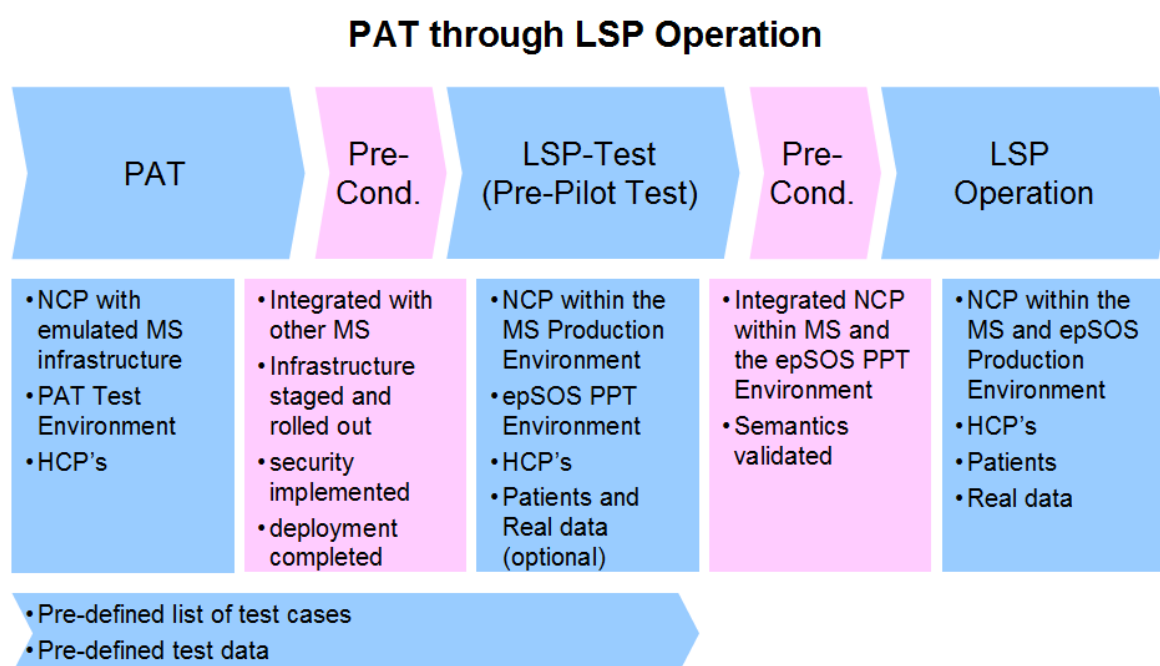 PAT through LSP Operation
PAT
Pre-
Cond.
LSP-Test
(Pre-Pilot Test)
Pre-
Cond.
LSP
Operation
• NCP with
emulated MS
infrastructure
• PAT Test
Environment
• HCP's
• Integrated with
other MS
• Infrastructure
staged and
rolled out
• security
implemented
• deployment
completed
• NCP within the
MS Production
Environment
• epSOS PPT
Environment
• HCP's
• Patients and
Real data
(optional)
• Integrated NCP
within MS and
the epSOS PPT
Environment
• Semantics
validated
• NCP within the
MS and epSOS
Production
Environment
• HCP's
• Patients
• Real data
• Pre-defined list of test cases
• Pre-defined test data